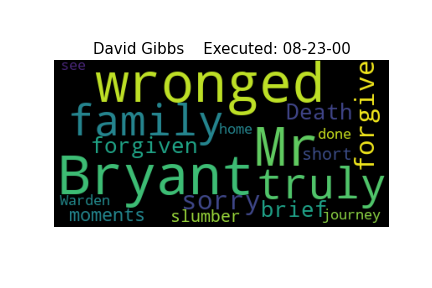 David Gibbs    Executed: 08-23-00
see
wronged
forgive
family
Death
home
done
forgiven
Mr
short
Bryant
truly
Warden
sorry
brief
moments
slumber
journey